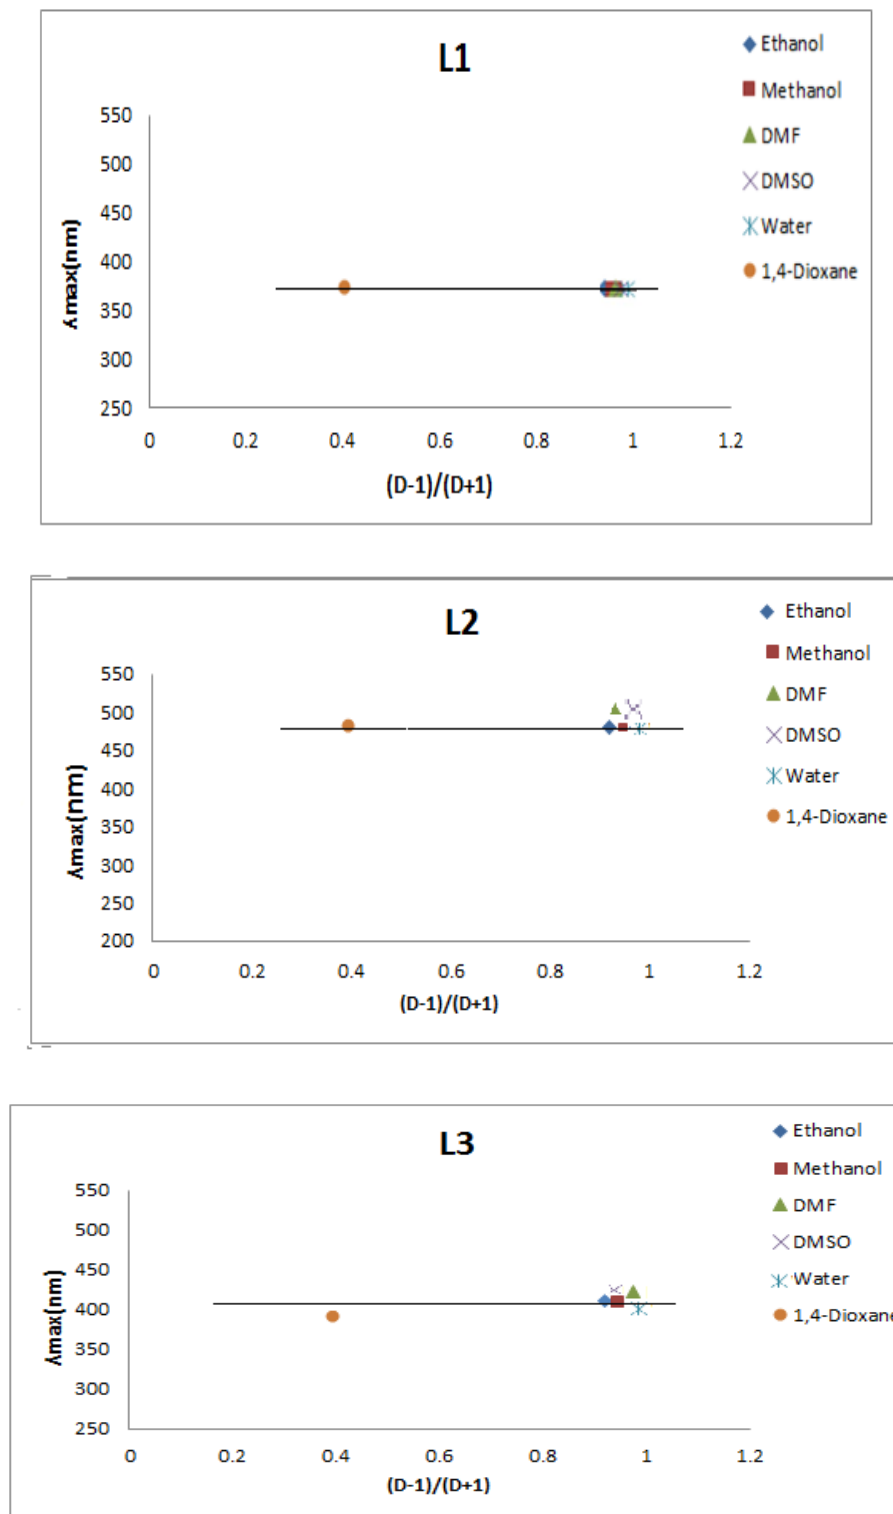 L1
Ethanol
Methanol
DMF
DMSO
Water
1,4-Dioxane
550
500
450
400
350
300
250
0 0.2 0.4 0.6 0.8 1 1.2
λmax(nm)
(D-1)/(D+1)
L2
Ethanol
Methanol
DMF
DMSO
Water
1,4-Dioxane
550
500
450
400
350
300
250
200
0 0.2 0.4 0.6 0.8 1 1.2
λmax(nm)
(D-1)/(D+1)
L3
Ethanol
Methanol
DMF
DMSO
Water
1,4-Dioxane
550
500
450
400
350
300
250
0 0.2 0.4 0.6 0.8 1 1.2
λmax(nm)
(D-1)/(D+1)